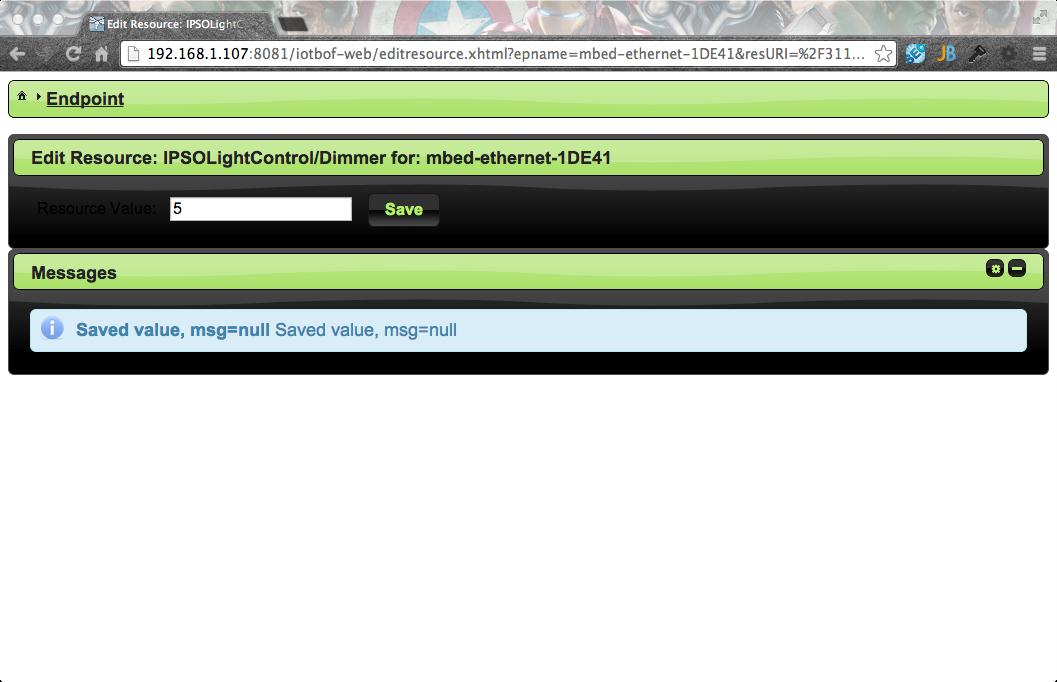 Edit Resource: IPSOLightC
192.168.1.107:8081/iotbof-web/editresource.xhtml?epname=mbed-ethernet-1DE41&resURI=%2F311...
JB
Endpoint
Edit Resource: IPSOLightControl/Dimmer for: mbed-ethernet-1DE41
Resource Value: 5 Save
Messages
Saved value, msg=null Saved value, msg=null